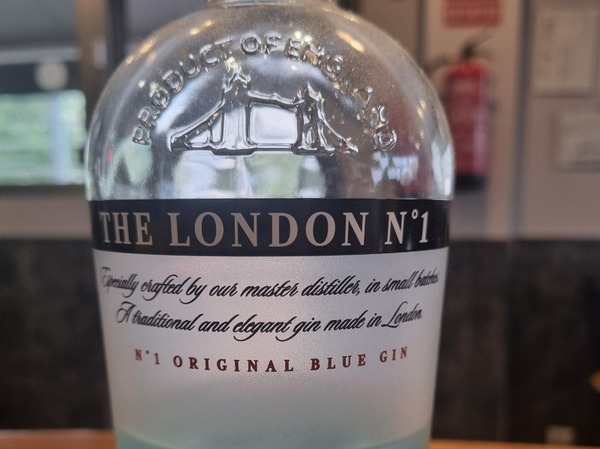 PRODUCT OF ENGLAND
THE LONDON N°1
Especially crafted by our master distiller, in small batches.
A traditional and elegant gin made in London.
N°1 ORIGINAL BLUE GIN